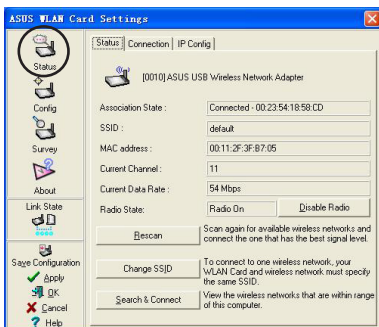 ASUS WLAN Card Settings
Status
Config
Survey
About
Link State
Save Configuration
Apply
OK
Cancel
Help
Status Connection IP Config
[0010] ASUS USB Wireless Network Adapter
Association State : Connected - 00:23:54:18:58:CD
SSID : default
MAC address : 00:11:2F:3F:B7:05
Current Channel : 11
Current Data Rate : 54 Mbps
Radio State: Radio On Disable Radio
Rescan
Scan again for available wireless networks and
connect the one that has the best signal level.
Change SSID
To connect to one wireless network, your
WLAN Card and wireless network must specify
the same SSID.
Search & Connect
View the wireless networks that are within range
of this computer.